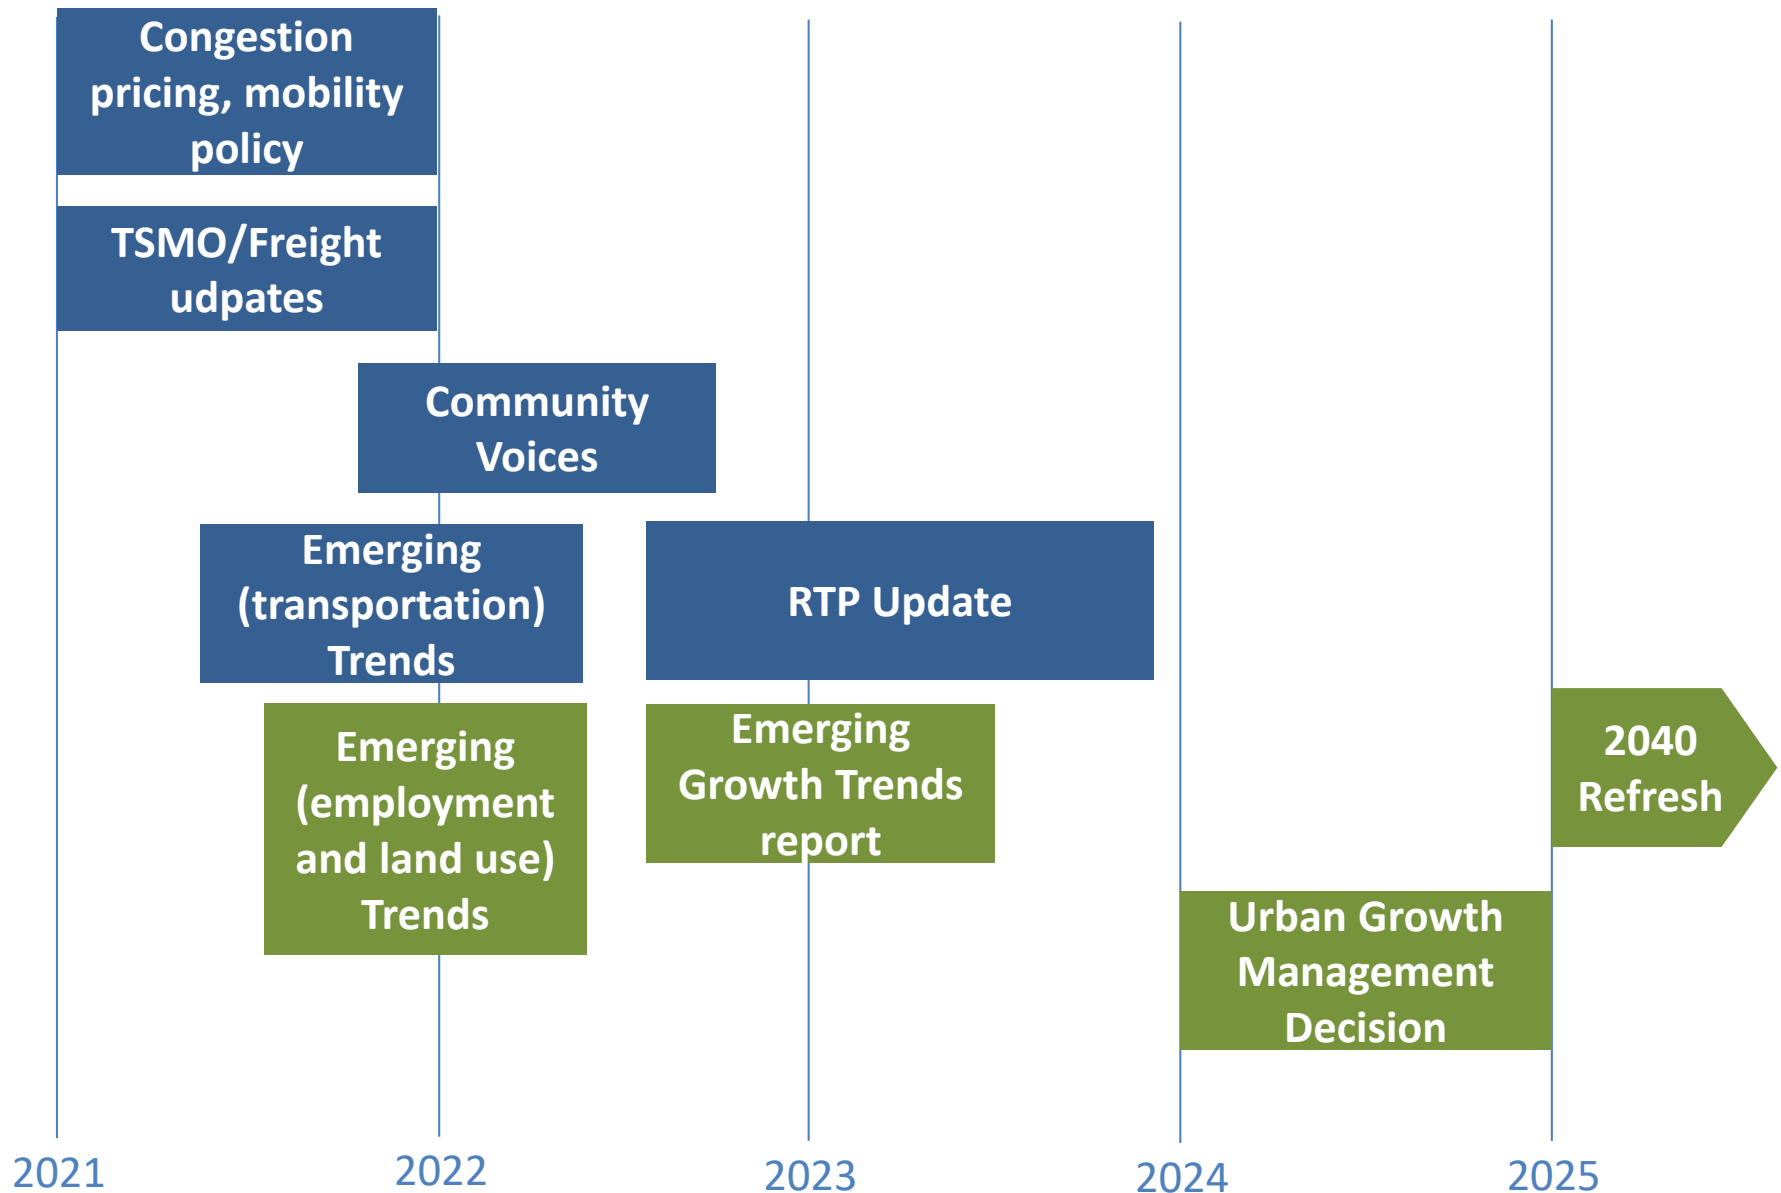 Congestion
pricing, mobility
policy
TSMO/Freight
udpates
Community
Voices
Emerging
(transportation)
Trends
RTP Update
Emerging
(employment
and land use)
Trends
Emerging
Growth Trends
report
2040
Refresh
Urban Growth
Management
Decision
2021
2022
2023
2024
2025